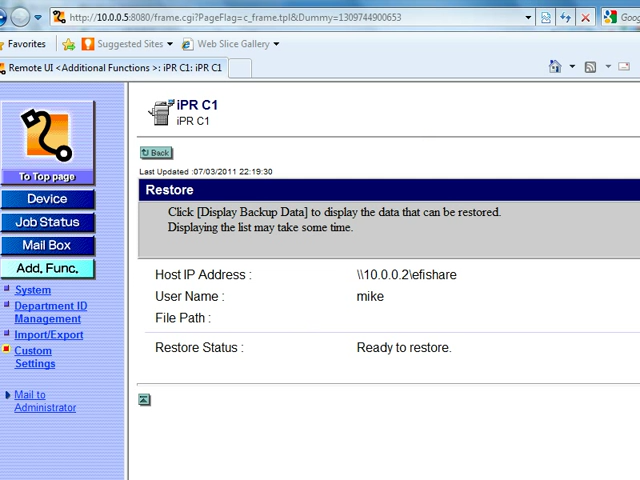 http://10.0.0.5:8080/frame.cgi?PageFlag=c_frame.tpl&Dummy=1309744900653
Favorites
Suggested Sites
Web Slice Gallery
Remote UI <Additional Functions >: iPR C1: iPR C1
iPR C1
iPR C1
Back
Last Updated :07/03/2011 22:19:30
Restore
Click [Display Backup Data] to display the data that can be restored.
Displaying the list may take some time.
Host IP Address : \\10.0.0.2\efishare
User Name : mike
File Path :
Restore Status : Ready to restore.
To Top page
Device
Job Status
Mail Box
Add. Func.
System
Department ID
Management
Import/Export
Custom
Settings
Mail to
Administrator